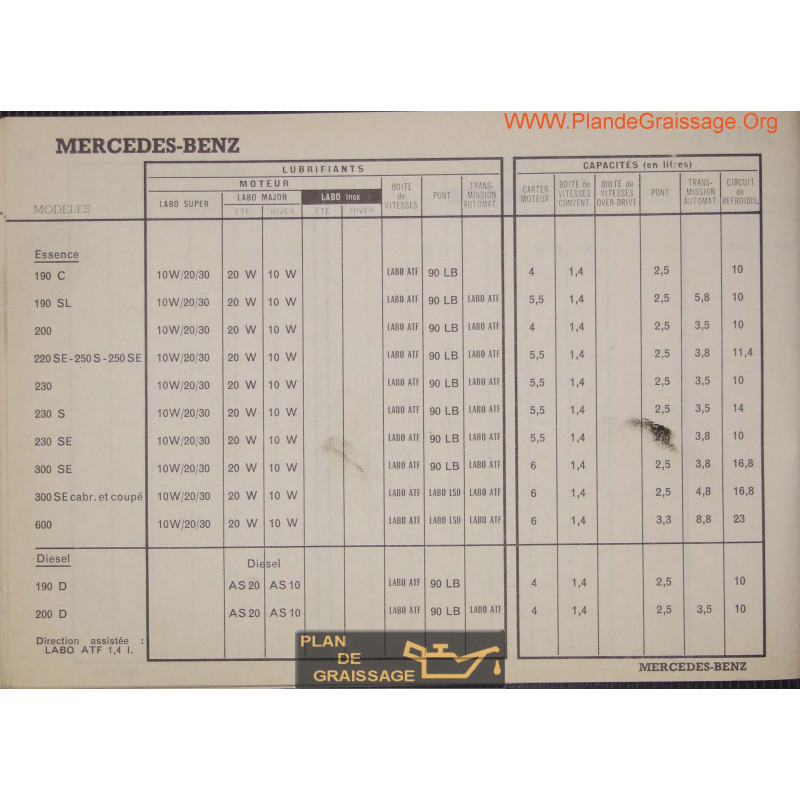 WWW.PlandeGraissage.Org
MERCEDES-BENZ
LUBRIFIANTS
CAPACITÉS (en litres)
MODELES
MOTEUR
LABO SUPER
LABO MAJOR
ÉTÉ HIVER
LABO inox
ÉTÉ HIVER
BOITE de VITESSES
PONT
TRANS- MISSION AUTOMAT.
CARTER MOTEUR
BOITE de VITESSES CONVENT.
BOITE de VITESSES OVER-DRIVE
PONT
TRANS- MISSION AUTOMAT.
CIRCUIT de REFROIDIS.
Essence
190 C 10W/20/30 20 W 10 W LABO ATF 90 LB 4 1,4 2,5 10
190 SL 10W/20/30 20 W 10 W LABO ATF 90 LB LABO ATF 5,5 1,4 2,5 5,8 10
200 10W/20/30 20 W 10 W LABO ATF 90 LB LABO ATF 4 1,4 2,5 3,5 10
220 SE-250 S-250 SE 10W/20/30 20 W 10 W LABO ATF 90 LB LABO ATF 5,5 1,4 2,5 3,8 11,4
230 10W/20/30 20 W 10 W LABO ATF 90 LB LABO ATF 5,5 1,4 2,5 3,5 10
230 S 10W/20/30 20 W 10 W LABO ATF 90 LB LABO ATF 5,5 1,4 2,5 3,5 14
230 SE 10W/20/30 20 W 10 W LABO ATF 90 LB LABO ATF 5,5 1,4 3,8 10
300 SE 10W/20/30 20 W 10 W LABO ATF 90 LB LABO ATF 6 1,4 2,5 3,8 16,8
300 SE cabr. et coupé 10W/20/30 20 W 10 W LABO ATF LABO LSD LABO ATF 6 1,4 2,5 4,8 16,8
600 10W/20/30 20 W 10 W LABO ATF LABO LSD LABO ATF 6 1,4 3,3 8,8 23
Diesel
Diesel
190 D AS 20 AS 10 LABO ATF 90 LB 4 1,4 2,5 10
200 D AS 20 AS 10 LABO ATF 90 LB LABO ATF 4 1,4 2,5 3,5 10
Direction assistée :
LABO ATF 1,4 l.
PLAN
DE
GRAISSAGE
MERCEDES-BENZ